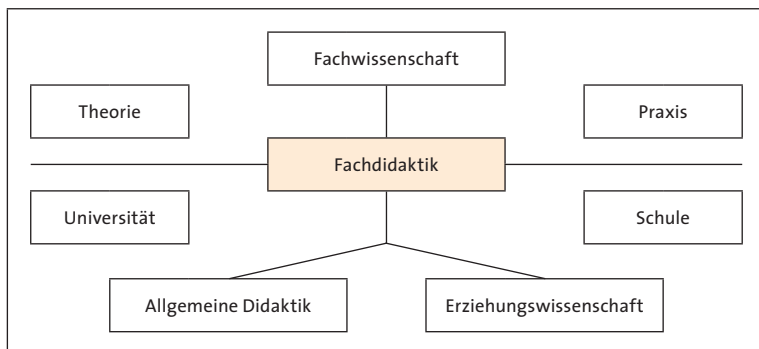 Fachwissenschaft
Theorie
Praxis
Fachdidaktik
Universität
Schule
Allgemeine Didaktik
Erziehungswissenschaft